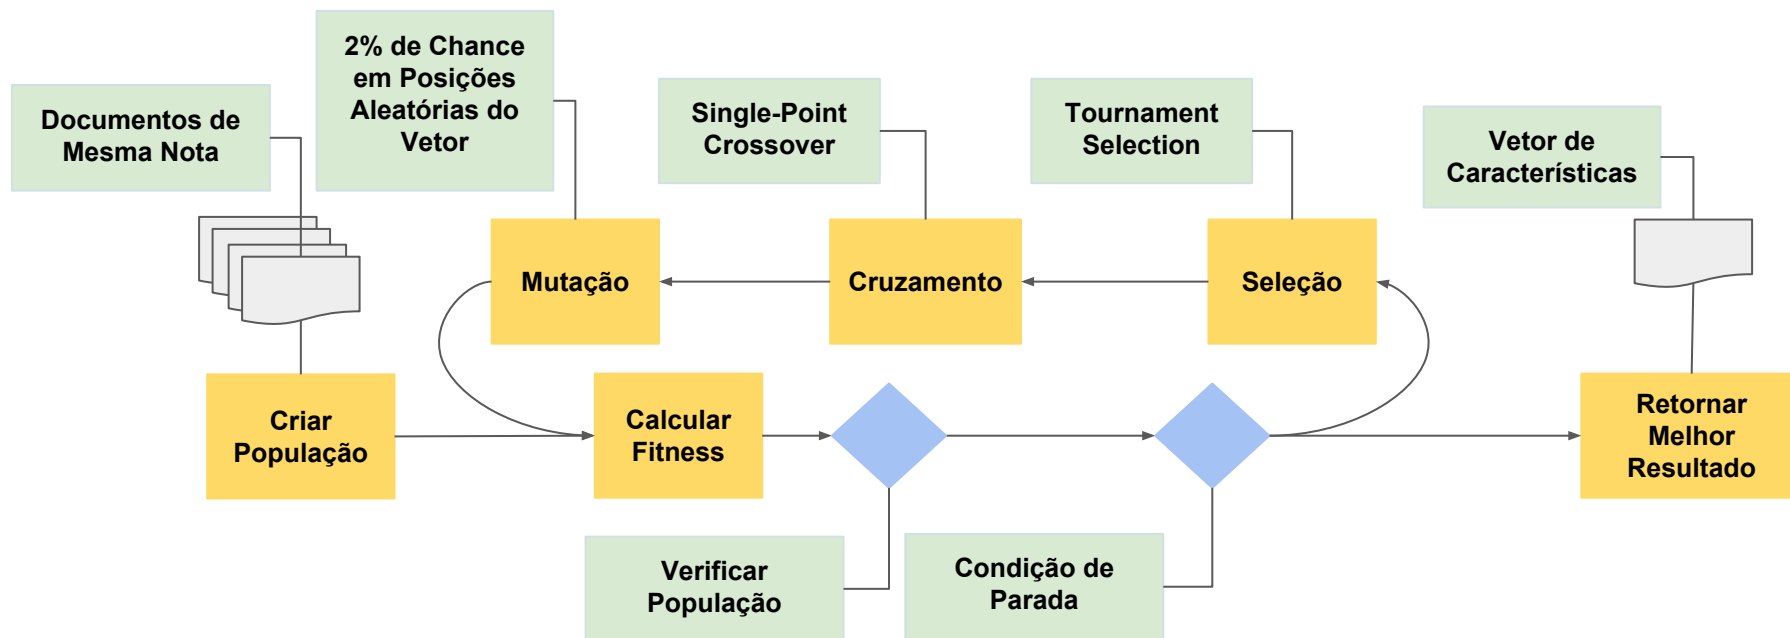 2% de Chance
em Posições
Aleatórias do
Vetor
Documentos de
Mesma Nota
Single-Point
Crossover
Tournament
Selection
Vetor de
Características
Mutação
Cruzamento
Seleção
Criar
População
Calcular
Fitness
Retornar
Melhor
Resultado
Verificar
População
Condição de
Parada